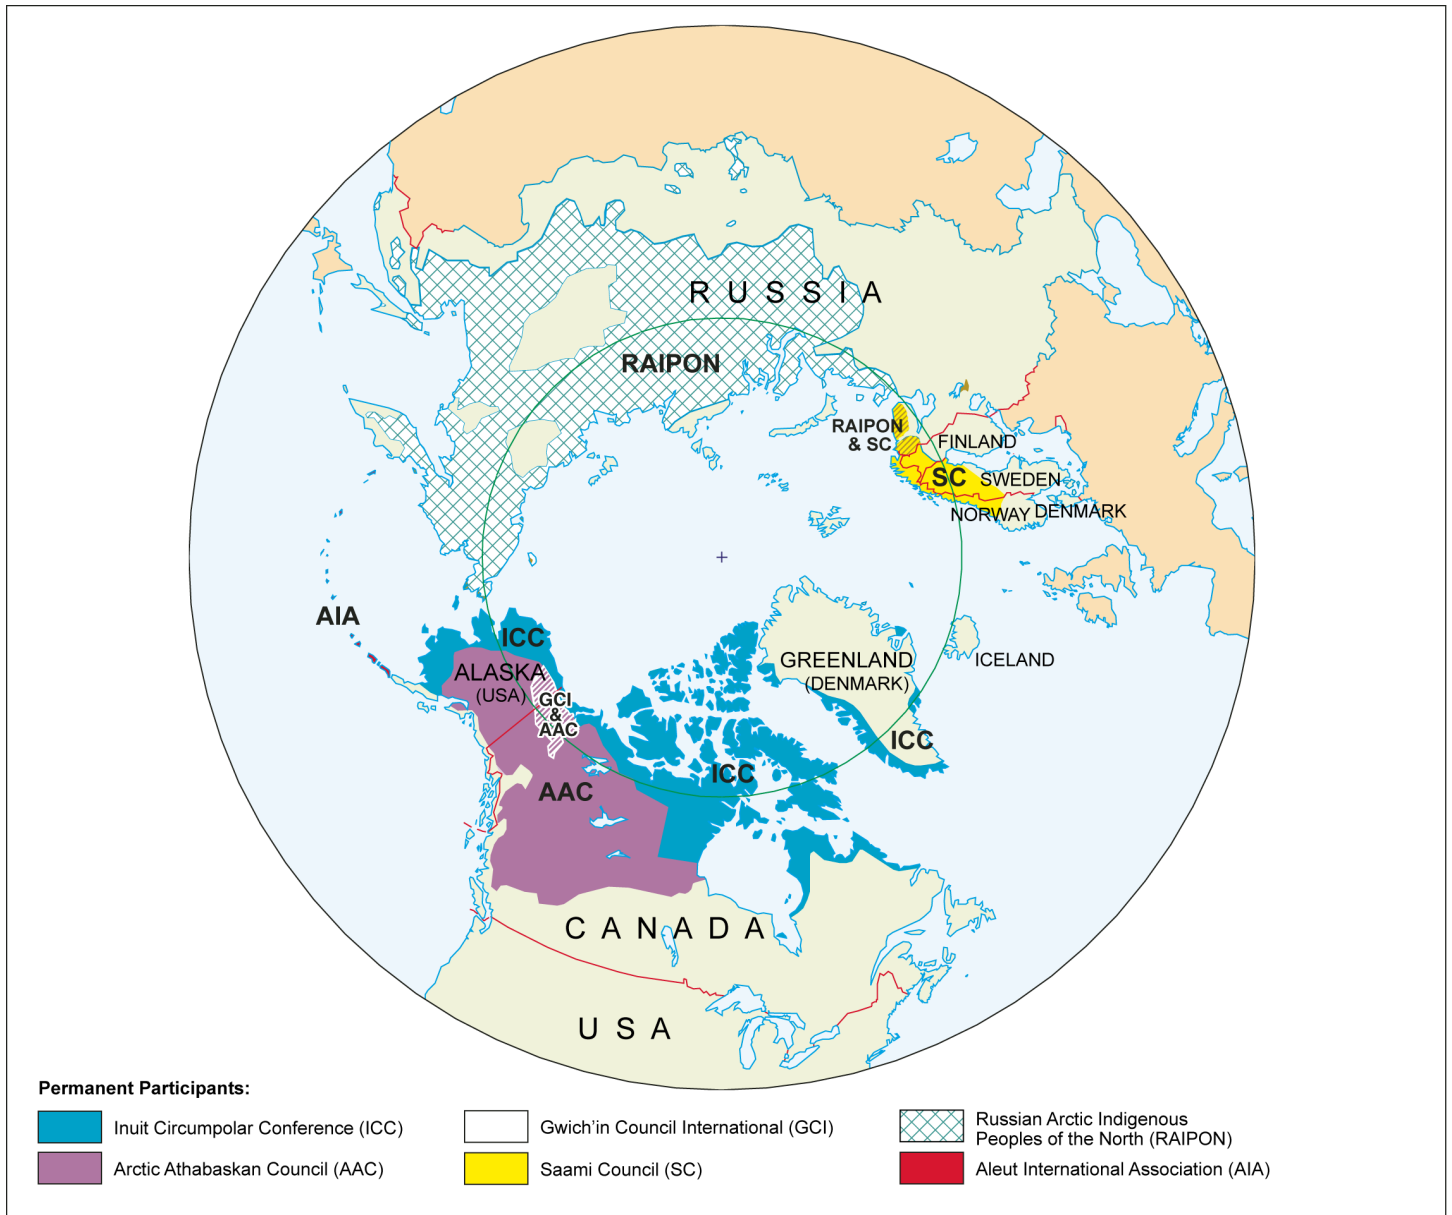 R U S S I A
RAIPON
RAIPON
& SC
FINLAND
SC
SWEDEN
NORWAY
DENMARK
AIA
ICC
ALASKA
(USA)
GCI
&
AAC
GREENLAND
(DENMARK)
ICELAND
ICC
ICC
AAC
C A N A D A
U S A
Permanent Participants:
Inuit Circumpolar Conference (ICC)
Arctic Athabaskan Council (AAC)
Gwich'in Council International (GCI)
Saami Council (SC)
Russian Arctic Indigenous
Peoples of the North (RAIPON)
Aleut International Association (AIA)